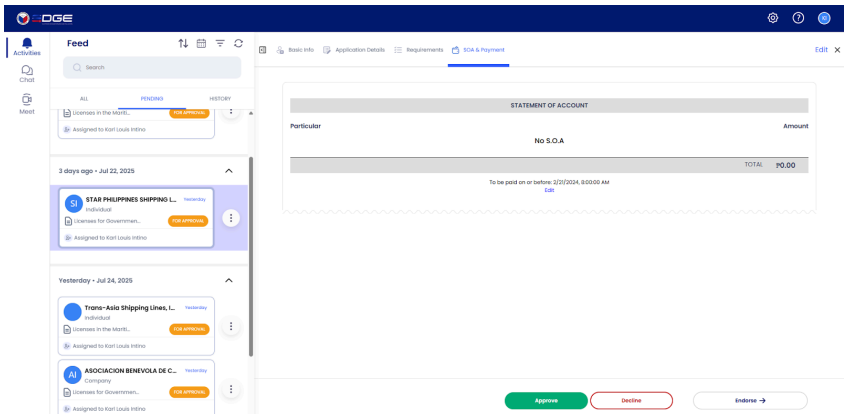 EDGE
KI
Activities
Chat
Meet
Feed
Search
ALL
PENDING
HISTORY
Licenses in the Mariti...
FOR APPROVAL
Assigned to Karl Louis Intino
3 days ago • Jul 22, 2025
SI
STAR PHILIPPINES SHIPPING L...
Yesterday
Individual
Licenses for Governmen...
FOR APPROVAL
Assigned to Karl Louis Intino
Yesterday • Jul 24, 2025
Trans-Asia Shipping Lines, I...
Yesterday
Individual
Licenses in the Mariti...
FOR APPROVAL
Assigned to Karl Louis Intino
AI
ASOCIACION BENEVOLA DE C...
Yesterday
Company
Licenses for Governmen...
FOR APPROVAL
Assigned to Karl Louis Intino
Basic Info
Application Details
Requirements
SOA & Payment
Edit
STATEMENT OF ACCOUNT
Particular
Amount
No S.O.A
TOTAL ₱0.00
To be paid on or before: 2/21/2024, 8:00:00 AM
Edit
Approve
Decline
Endorse →